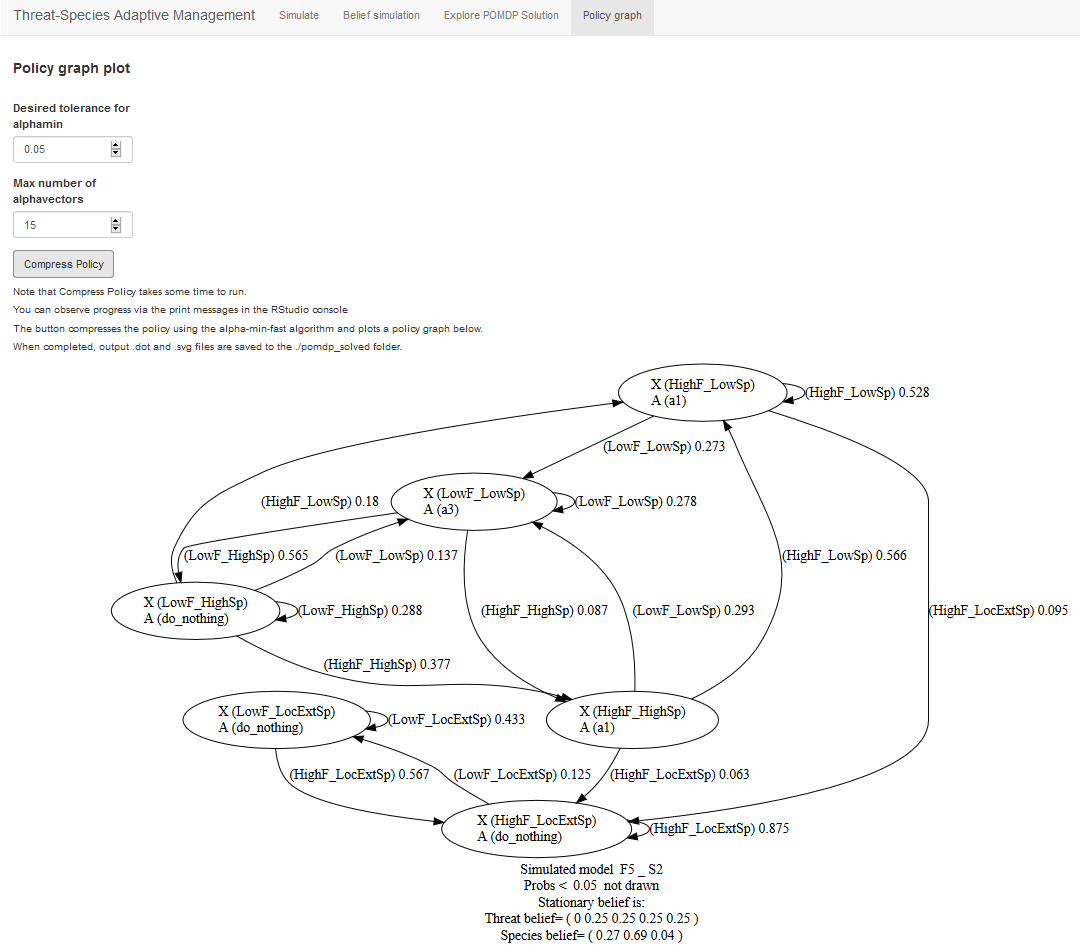 Threat-Species Adaptive Management Simulate Belief simulation Explore POMDP Solution Policy graph
Policy graph plot
Desired tolerance for
alphamin
0.05
Max number of
alphavectors
15
Compress Policy
Note that Compress Policy takes some time to run.
You can observe progress via the print messages in the RStudio console
The button compresses the policy using the alpha-min-fast algorithm and plots a policy graph below.
When completed, output .dot and .svg files are saved to the ./pomdp_solved folder.
X (HighF_LowSp)
A (a1)
(HighF_LowSp) 0.528
(LowF_LowSp) 0.273
(HighF_LowSp) 0.18
X (LowF_LowSp)
A (a3)
(LowF_LowSp) 0.278
(LowF_HighSp) 0.565
(LowF_LowSp) 0.137
(HighF_LowSp) 0.566
X (LowF_HighSp)
A (do_nothing)
(LowF_HighSp) 0.288
(HighF_HighSp) 0.087
(LowF_LowSp) 0.293
(HighF_LocExtSp) 0.095
(HighF_HighSp) 0.377
X (LowF_LocExtSp)
A (do_nothing)
(LowF_LocExtSp) 0.433
X (HighF_HighSp)
A (a1)
(HighF_LocExtSp) 0.567
(LowF_LocExtSp) 0.125
(HighF_LocExtSp) 0.063
X (HighF_LocExtSp)
A (do_nothing)
(HighF_LocExtSp) 0.875
Simulated model F5 _ S2
Probs < 0.05 not drawn
Stationary belief is:
Threat belief= ( 0 0.25 0.25 0.25 0.25 )
Species belief= ( 0.27 0.69 0.04 )